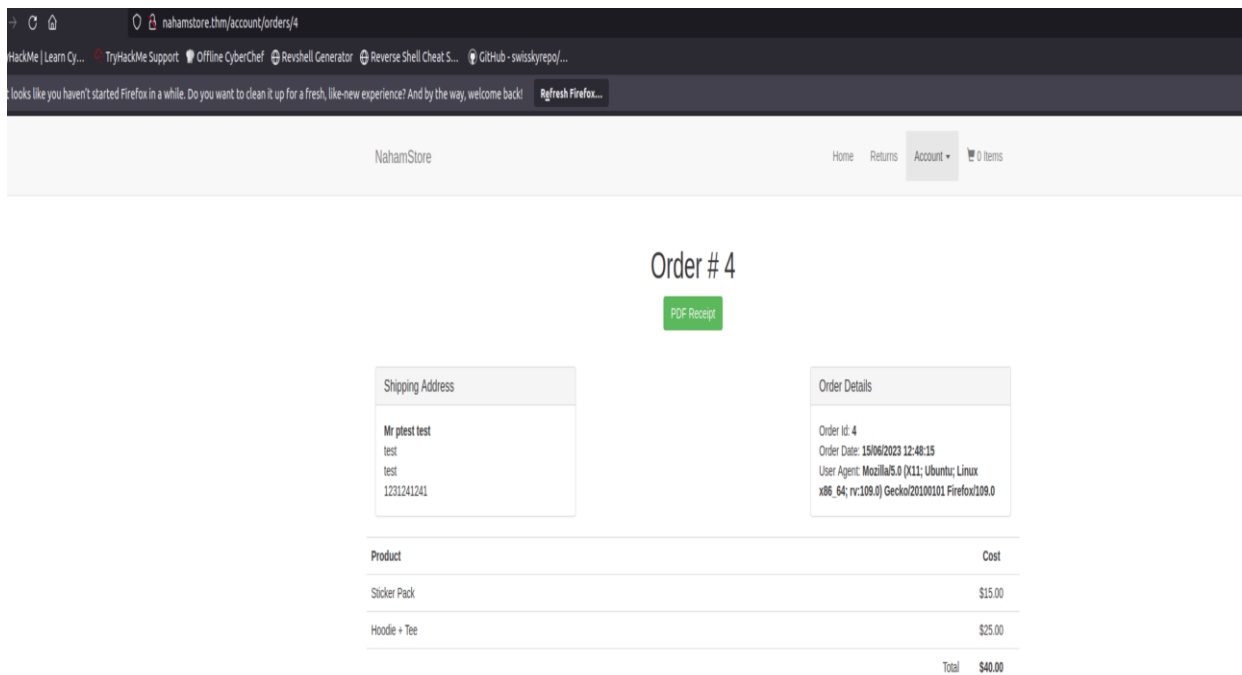 nahamstore.thm/account/orders/4
HackMe | Learn Cy... TryHackMe Support Offline CyberChef Revshell Generator Reverse Shell Cheat S... GitHub - swisskyrepo/...
looks like you haven't started Firefox in a while. Do you want to clean it up for a fresh, like-new experience? And by the way, welcome back! Refresh Firefox...
NahamStore Home Returns Account 0 Items
Order # 4
PDF Receipt
Shipping Address
Mr ptest test
test
test
1231241241
Order Details
Order Id: 4
Order Date: 15/06/2023 12:48:15
User Agent: Mozilla/5.0 (X11; Ubuntu; Linux
x86_64; rv:109.0) Gecko/20100101 Firefox/109.0
Product Cost
Sticker Pack $15.00
Hoodie + Tee $25.00
Total $40.00